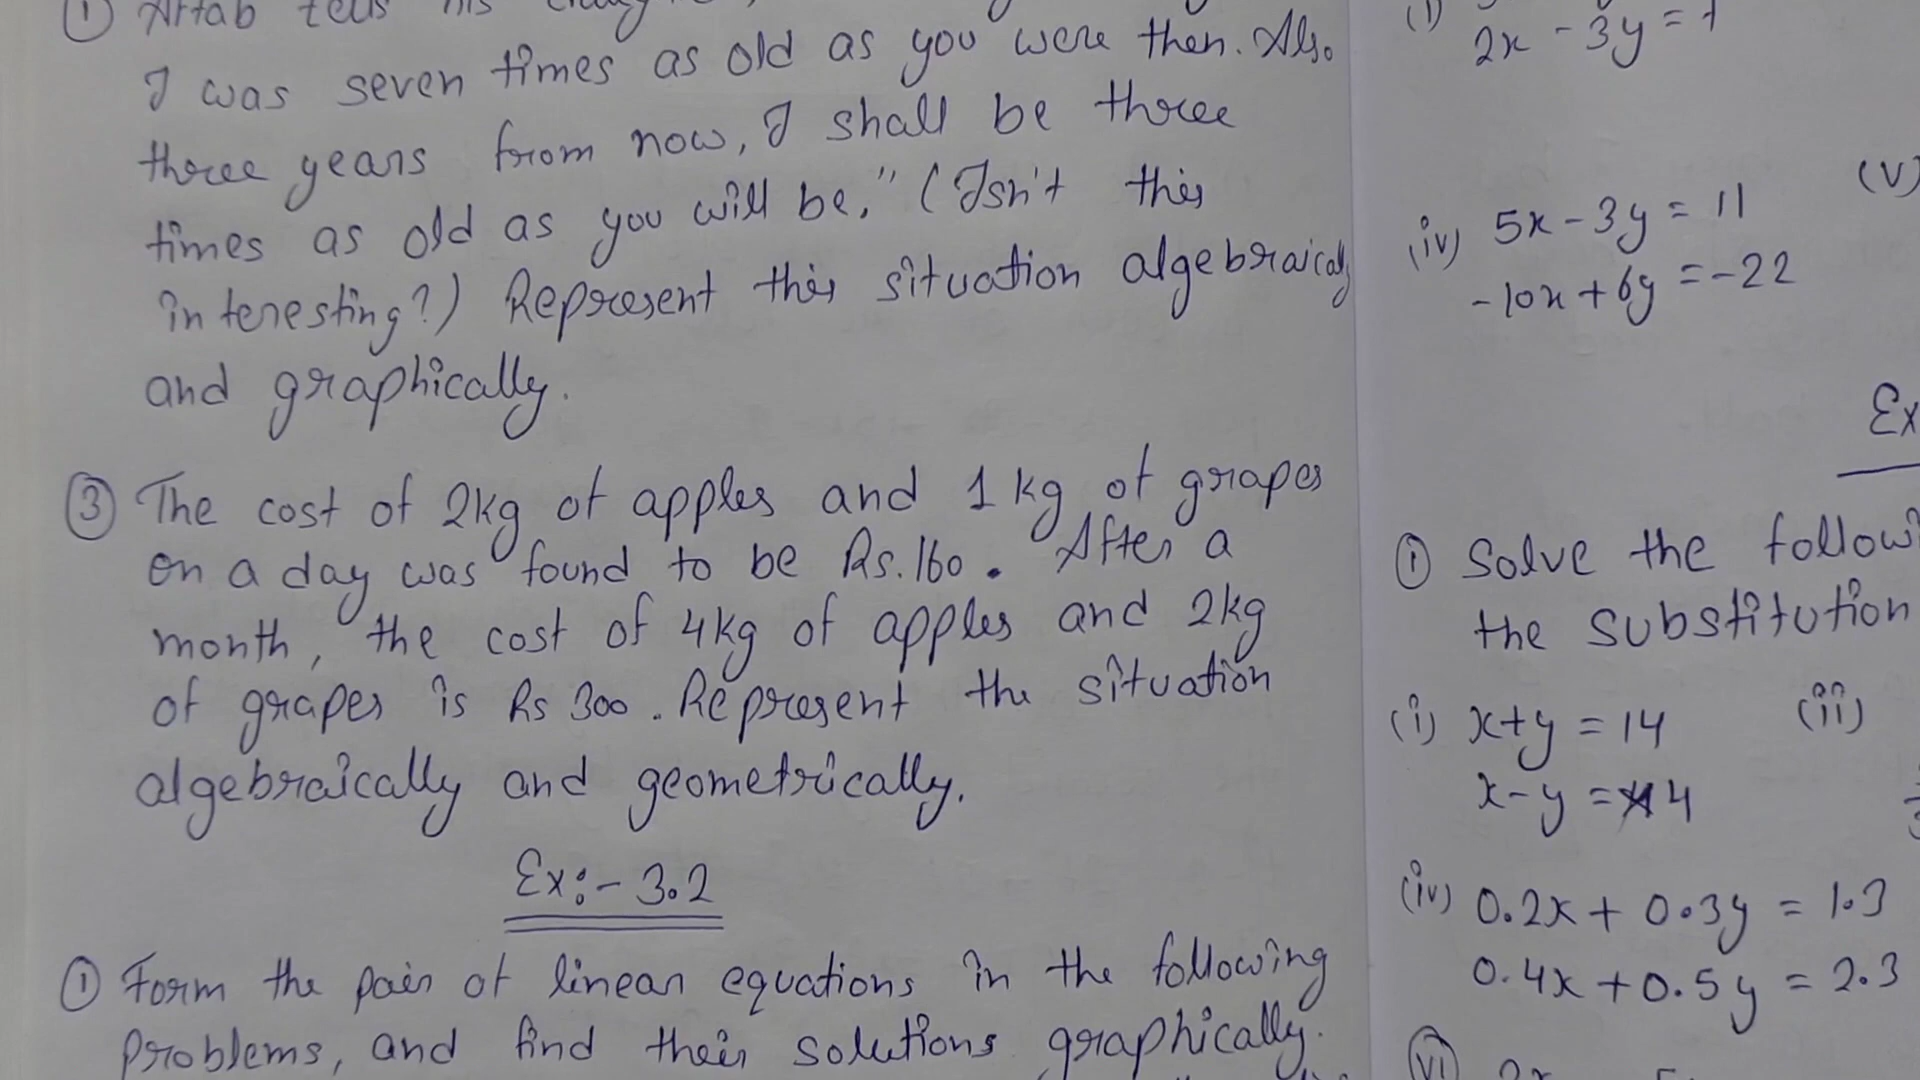 ① Aftab tells his
I was seven times as old as you were then. Also
three years from now, I shall be three
times as old as you will be." (Isn't this
interesting?) Represent this situation algebraically
and graphically.
③ The cost of 2kg of apples and 1 kg of grapes
on a day was found to be Rs.160. After a
month, the cost of 4kg of apples and 2kg
of grapes is Rs 300. Represent the situation
algebraically and geometrically.
Ex:- 3.2
① Form the pair of linear equations in the following
problems, and find their solutions graphically.
2x - 3y =
(iv) 5x - 3y = 11
-10x + 6y = -22
(v)
Ex
① Solve the follow
the substitution
(i) x+y = 14
x-y = 4
(ii)
(iv) 0.2x + 0.3y = 1.3
0.4x + 0.5y = 2.3
(vi)